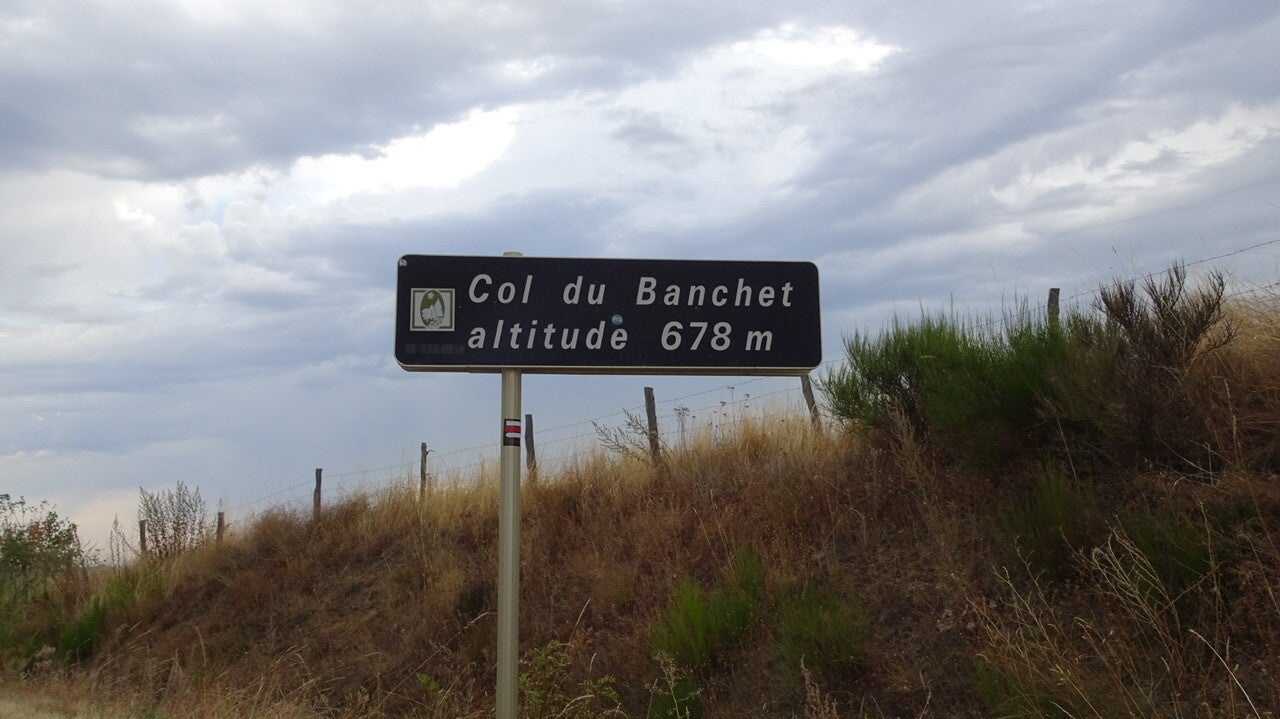 Col du Banchet
altitude 678 m